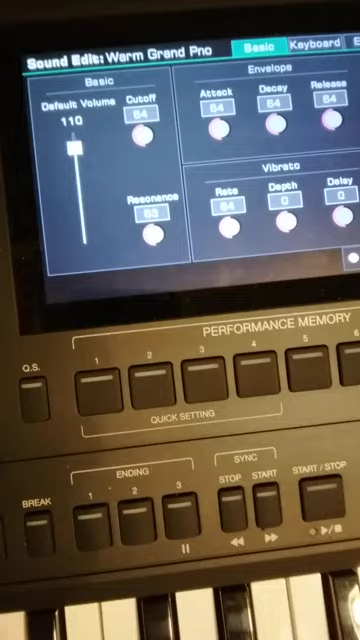 Sound Edit: Warm Grand Pno
Basic
Keyboard
Basic
Default Volume
110
Cutoff
64
Resonance
65
Envelope
Attack
64
Decay
64
Release
64
Vibrato
Rate
64
Depth
0
Delay
0
PERFORMANCE MEMORY
Q.S.
1 2 3 4 5 6
QUICK SETTING
BREAK
ENDING
1 2 3
SYNC
STOP START
START / STOP